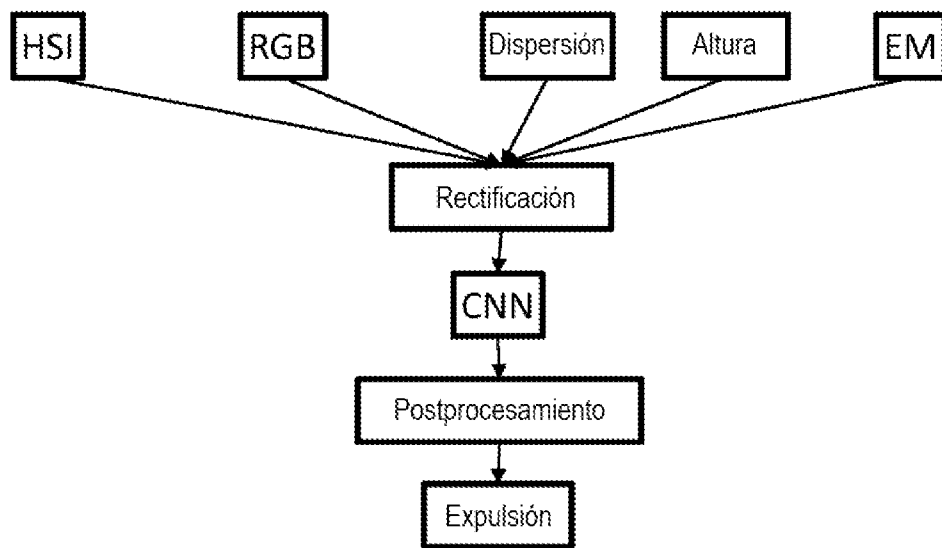 HSI
RGB
Dispersión
Altura
EM
Rectificación
CNN
Postprocesamiento
Expulsión